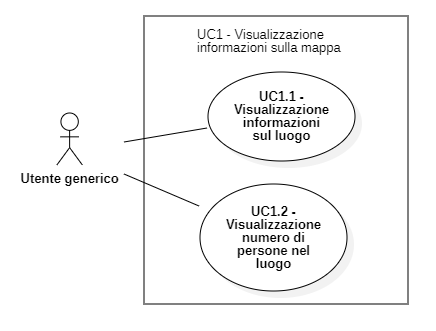 UC1 - Visualizzazione
informazioni sulla mappa
UC1.1 -
Visualizzazione
informazioni
sul luogo
Utente generico
UC1.2 -
Visualizzazione
numero di
persone nel
luogo